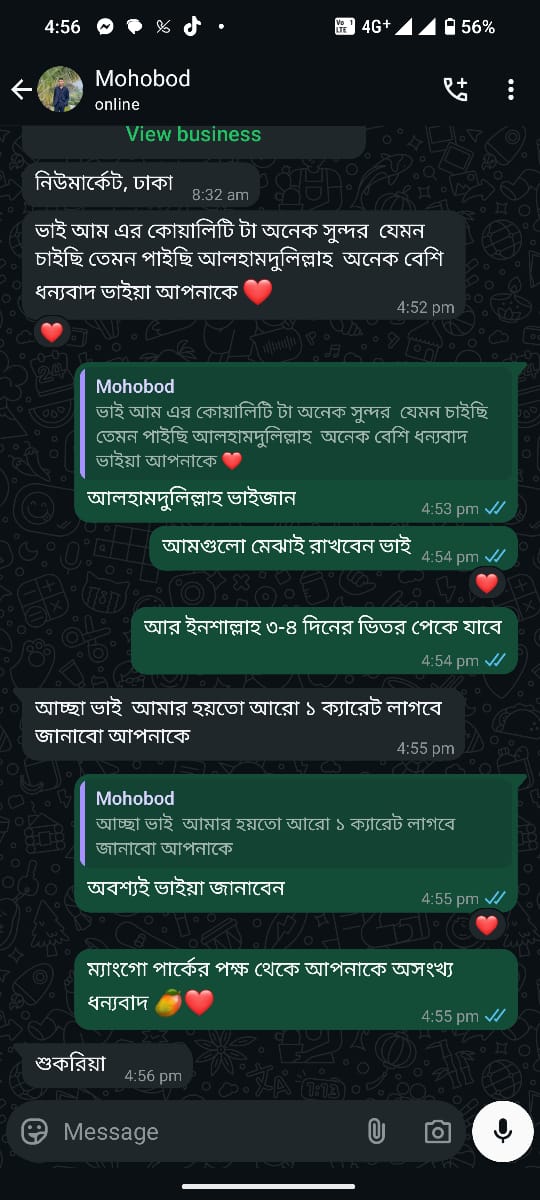 4:56
Vo 1
LTE
4G+
56%
Mohobod
online
View business
নিউমার্কেট, ঢাকা
8:32 am
ভাই আম এর কোয়ালিটি টা অনেক সুন্দর যেমন
চাইছি তেমন পাইছি আলহামদুলিল্লাহ অনেক বেশি
ধন্যবাদ ভাইয়া আপনাকে ❤️
4:52 pm
❤️
Mohobod
ভাই আম এর কোয়ালিটি টা অনেক সুন্দর যেমন চাইছি
তেমন পাইছি আলহামদুলিল্লাহ অনেক বেশি ধন্যবাদ
ভাইয়া আপনাকে ❤️
আলহামদুলিল্লাহ ভাইজান
4:53 pm
আমগুলো মেঝাই রাখবেন ভাই
4:54 pm
❤️
আর ইনশাল্লাহ ৩-৪ দিনের ভিতর পেকে যাবে
4:54 pm
আচ্ছা ভাই আমার হয়তো আরো ১ ক্যারেট লাগবে
জানাবো আপনাকে
4:55 pm
Mohobod
আচ্ছা ভাই আমার হয়তো আরো ১ ক্যারেট লাগবে
জানাবো আপনাকে
অবশ্যই ভাইয়া জানাবেন
4:55 pm
❤️
ম্যাংগো পার্কের পক্ষ থেকে আপনাকে অসংখ্য
ধন্যবাদ 🥭❤️
4:55 pm
শুকরিয়া
4:56 pm
Message